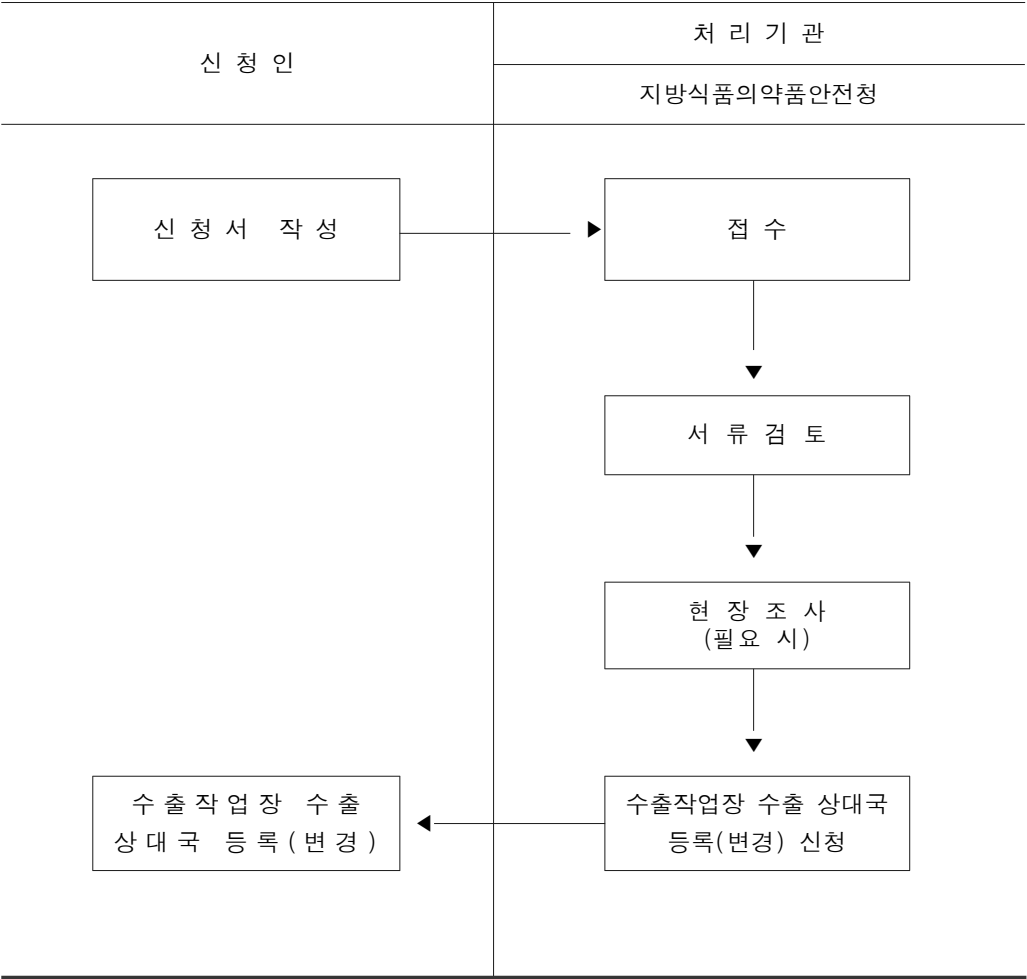 신 청 인
처 리 기 관
지방식품의약품안전청
신 청 서 작 성
접 수
서 류 검 토
현 장 조 사
(필요 시)
수 출 작 업 장 수 출
상 대 국 등 록 ( 변 경 )
수출작업장 수출 상대국
등록(변경) 신청